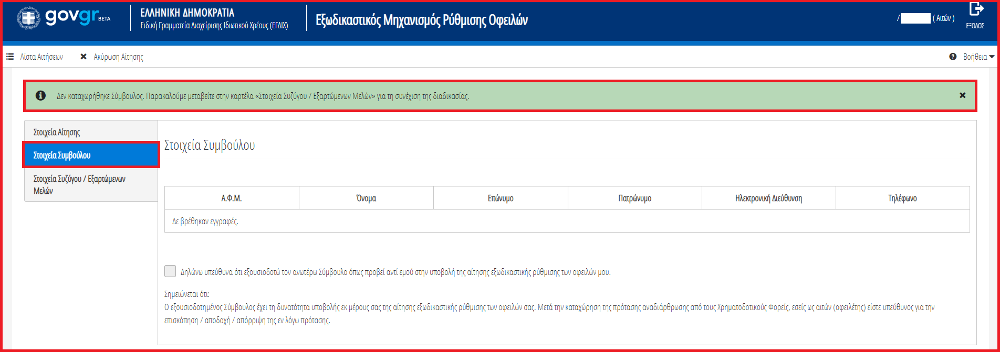 govgr BETA
ΕΛΛΗΝΙΚΗ ΔΗΜΟΚΡΑΤΙΑ
Ειδική Γραμματεία Διαχείρισης Ιδιωτικού Χρέους (ΕΓΔΙΧ)
Εξωδικαστικός Μηχανισμός Ρύθμισης Οφειλών
/ ( Αιτών )
ΕΞΟΔΟΣ
Λίστα Αιτήσεων
Ακύρωση Αίτησης
Βοήθεια
Δεν καταχωρήθηκε Σύμβουλος. Παρακαλούμε μεταβείτε στην καρτέλα «Στοιχεία Συζύγου / Εξαρτώμενων Μελών» για τη συνέχιση της διαδικασίας.
Στοιχεία Αίτησης
Στοιχεία Συμβούλου
Στοιχεία Συζύγου / Εξαρτώμενων
Μελών
Στοιχεία Συμβούλου
Α.Φ.Μ. Όνομα Επώνυμο Πατρώνυμο Ηλεκτρονική Διεύθυνση Τηλέφωνο
Δε βρέθηκαν εγγραφές.
Δηλώνω υπεύθυνα ότι εξουσιοδοτώ τον ανωτέρω Σύμβουλο όπως προβεί αντί εμού στην υποβολή της αίτησης εξωδικαστικής ρύθμισης των οφειλών μου.
Σημειώνεται ότι:
Ο εξουσιοδοτημένος Σύμβουλος έχει τη δυνατότητα υποβολής εκ μέρους σας της αίτησης εξωδικαστικής ρύθμισης των οφειλών σας. Μετά την καταχώρηση της πρότασης αναδιάρθρωσης από τους Χρηματοδοτικούς Φορείς, εσείς ως αιτών (οφειλέτης) είστε υπεύθυνος για την
επισκόπηση / αποδοχή / απόρριψη της εν λόγω πρότασης.